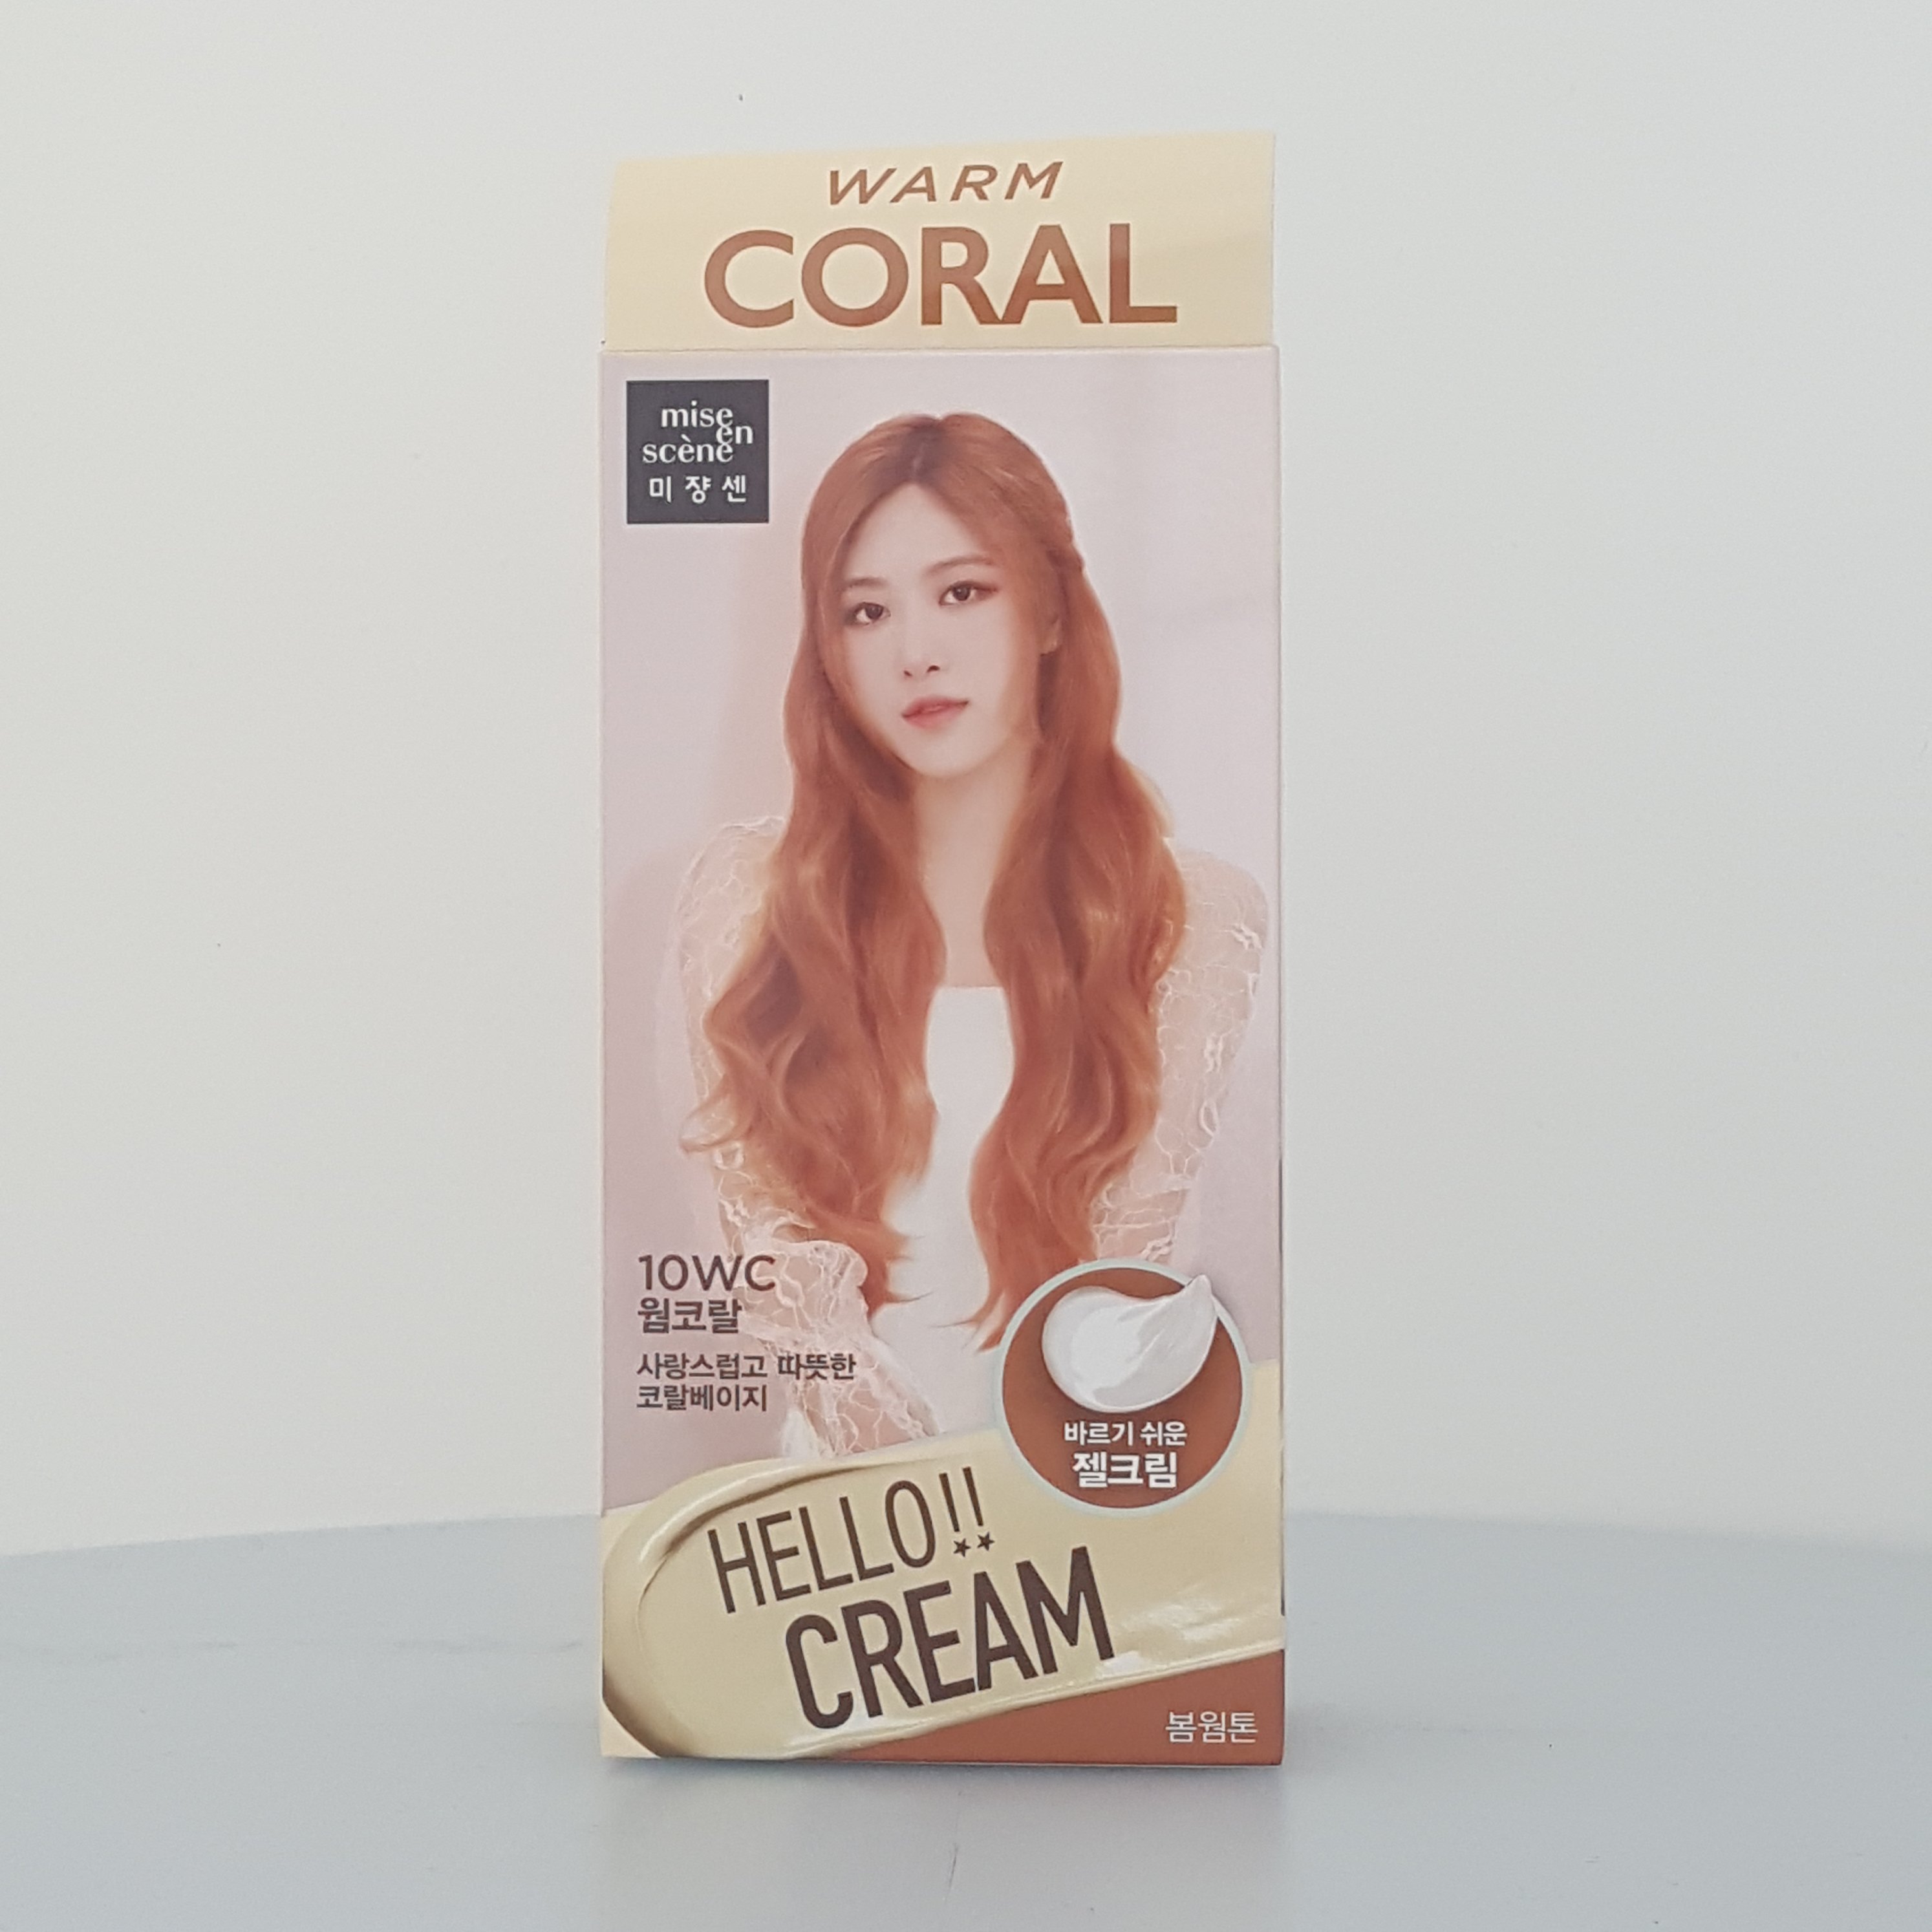 WARM
CORAL
mise
en
scène
미쟝센
10WC
웜코랄
사랑스럽고 따뜻한
코랄베이지
바르기 쉬운
젤크림
HELLO!!
CREAM
봄웜톤